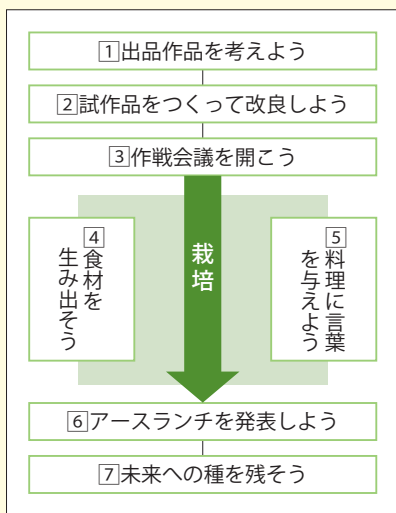 1出品作品を考えよう
2試作品をつくって改良しよう
3作戦会議を開こう
栽培
4食材を
生み出そう
5料理に言葉
を与えよう
6アースランチを発表しよう
7未来への種を残そう